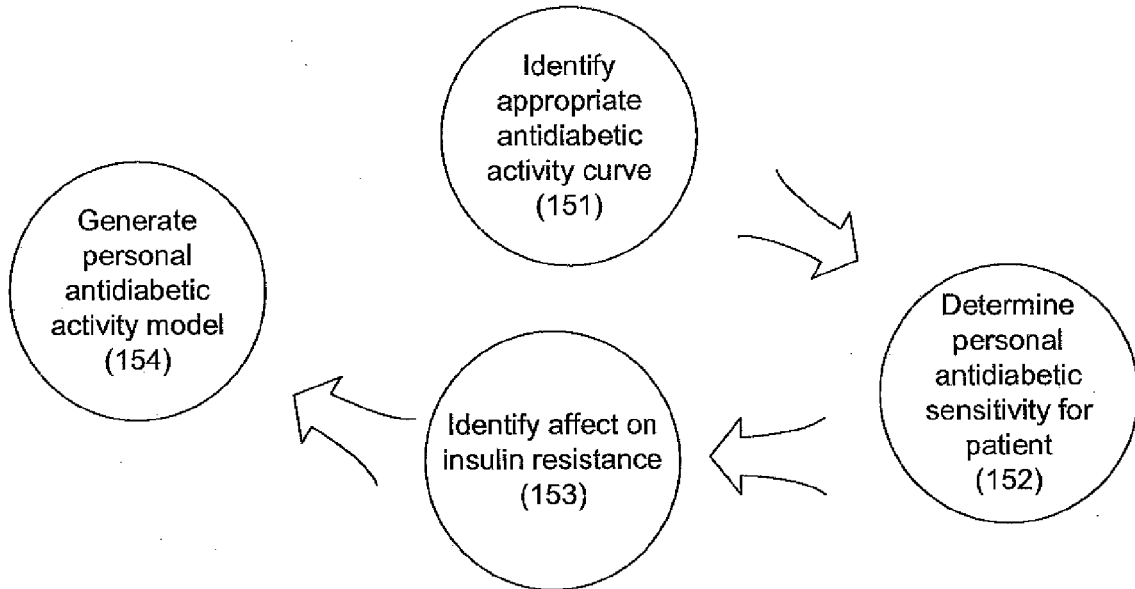 Identify
appropriate
antidiabetic
activity curve
(151)
Determine
personal
antidiabetic
sensitivity for
patient
(152)
Identify affect on
insulin resistance
(153)
Generate
personal
antidiabetic
activity model
(154)